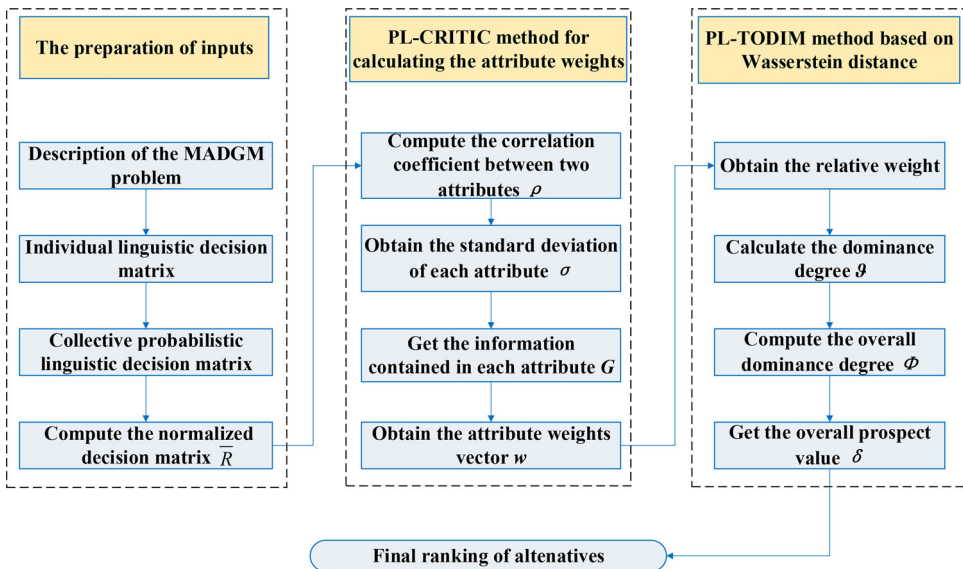 The preparation of inputs
Description of the MADGM
problem
Individual linguistic decision
matrix
Collective probabilistic
linguistic decision matrix
Compute the normalized
decision matrix R̅
PL-CRITIC method for
calculating the attribute weights
Compute the correlation
coefficient between two
attributes ρ
Obtain the standard deviation
of each attribute σ
Get the information
contained in each attribute G
Obtain the attribute weights
vector w
PL-TODIM method based on
Wasserstein distance
Obtain the relative weight
Calculate the dominance
degree ϑ
Compute the overall
dominance degree Φ
Get the overall prospect
value δ
Final ranking of altenatives